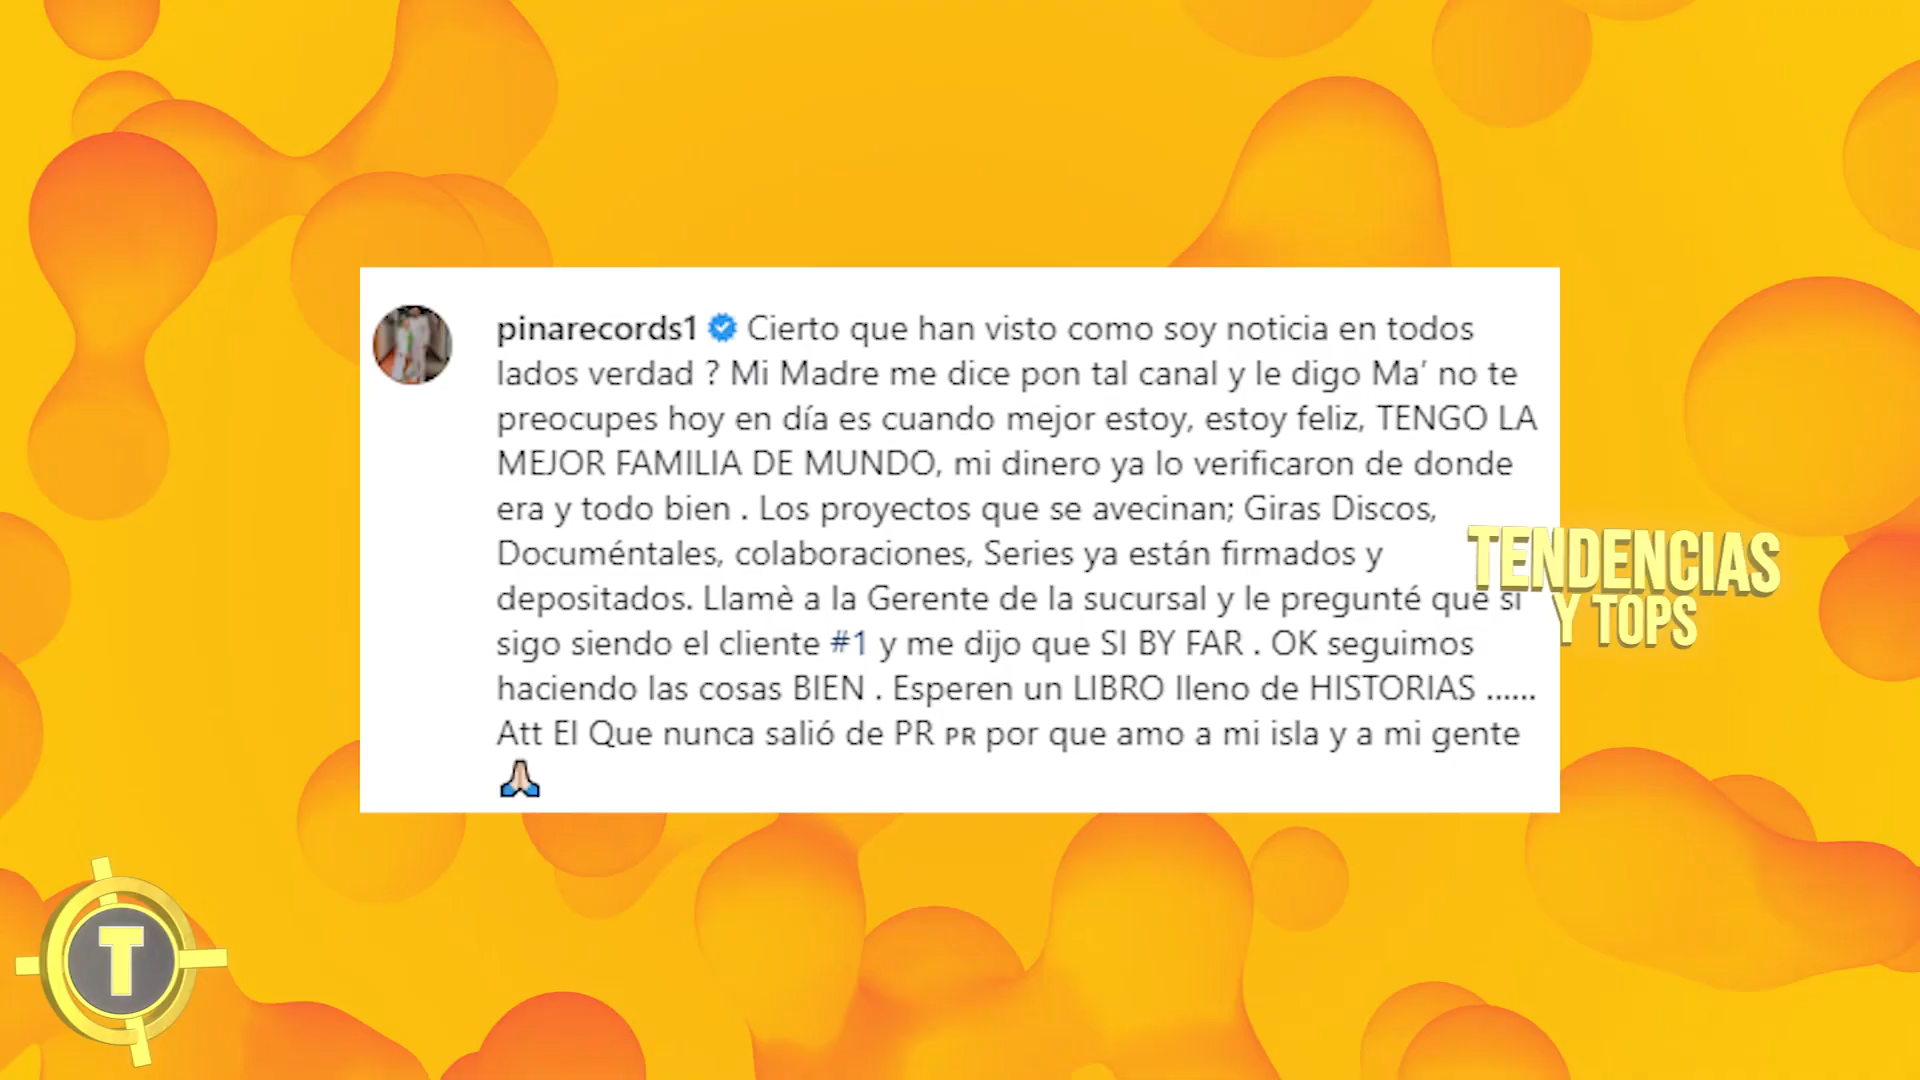 pinarecords1 Cierto que han visto como soy noticia en todos
lados verdad ? Mi Madre me dice pon tal canal y le digo Ma' no te
preocupes hoy en día es cuando mejor estoy, estoy feliz, TENGO LA
MEJOR FAMILIA DE MUNDO, mi dinero ya lo verificaron de donde
era y todo bien . Los proyectos que se avecinan; Giras Discos,
Documéntales, colaboraciones, Series ya están firmados y
depositados. Llamè a la Gerente de la sucursal y le pregunté que si
sigo siendo el cliente #1 y me dijo que SI BY FAR . OK seguimos
haciendo las cosas BIEN . Esperen un LIBRO lleno de HISTORIAS ......
Att El Que nunca salió de PR PR por que amo a mi isla y a mi gente
🙏🏻
TENDENCIAS
Y TOPS
T